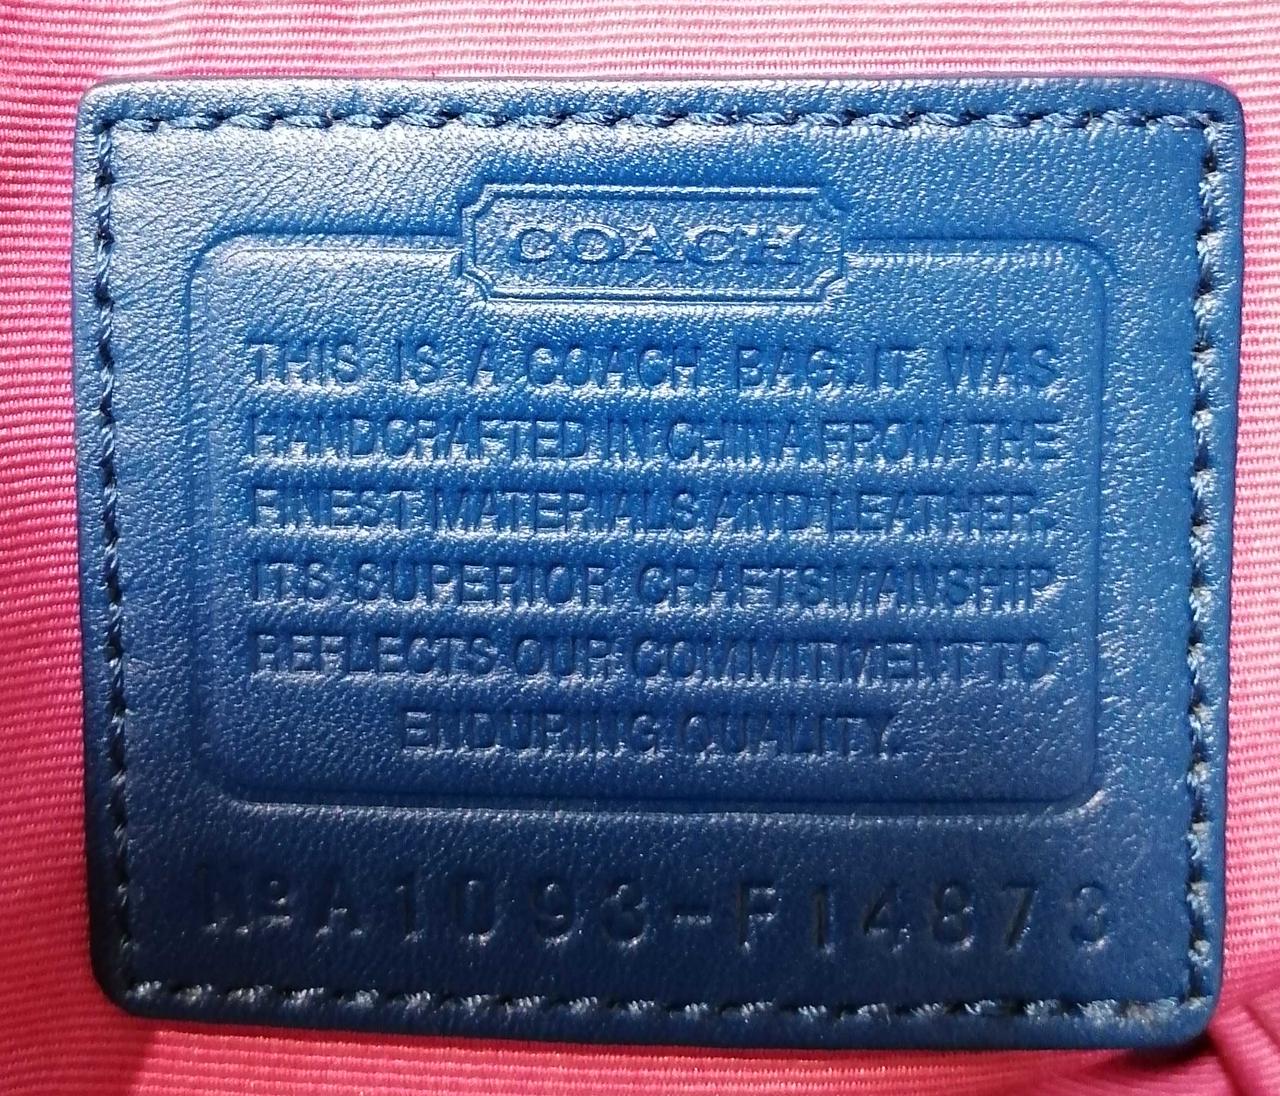 COACH
THIS IS A COACH BAG. IT WAS
HANDCRAFTED IN CHINA FROM THE
FINEST MATERIALS AND LEATHER.
ITS SUPERIOR CRAFTSMANSHIP
REFLECTS OUR COMMITMENT TO
ENDURING QUALITY.
Nº A1093-F14873